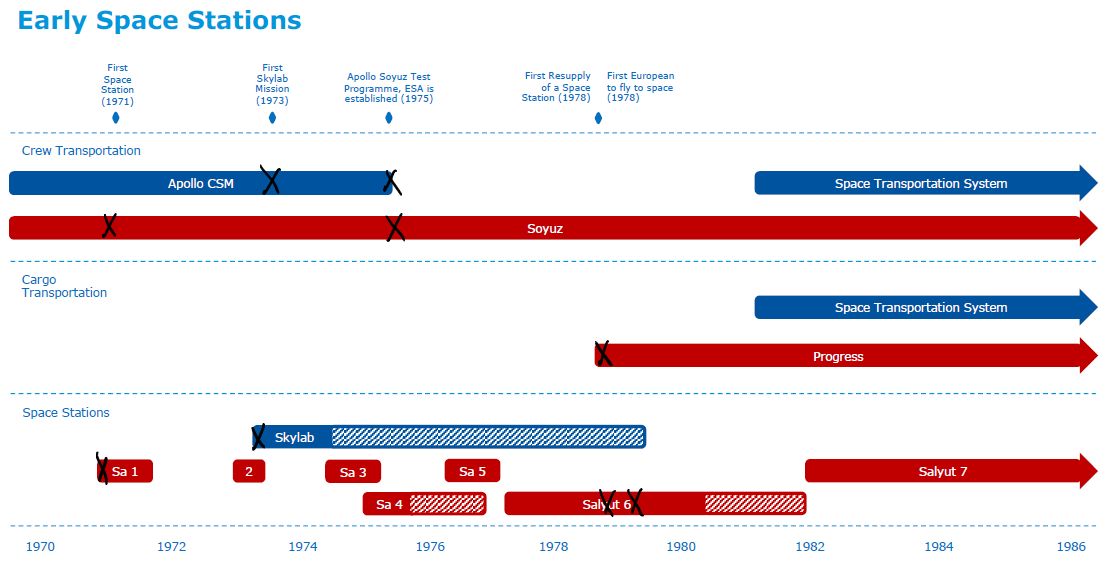 Early Space Stations
First
Space
Station
(1971)
First
Skylab
Mission
(1973)
Apollo Soyuz Test
Programme, ESA is
established (1975)
First Resupply
of a Space
Station (1978)
First European
to fly to space
(1978)
Crew Transportation
Apollo CSM
Space Transportation System
Soyuz
Cargo
Transportation
Space Transportation System
Progress
Space Stations
Skylab
Sa 1
2
Sa 3
Sa 5
Salyut 7
Sa 4
Salyut 6
1970
1972
1974
1976
1978
1980
1982
1984
1986